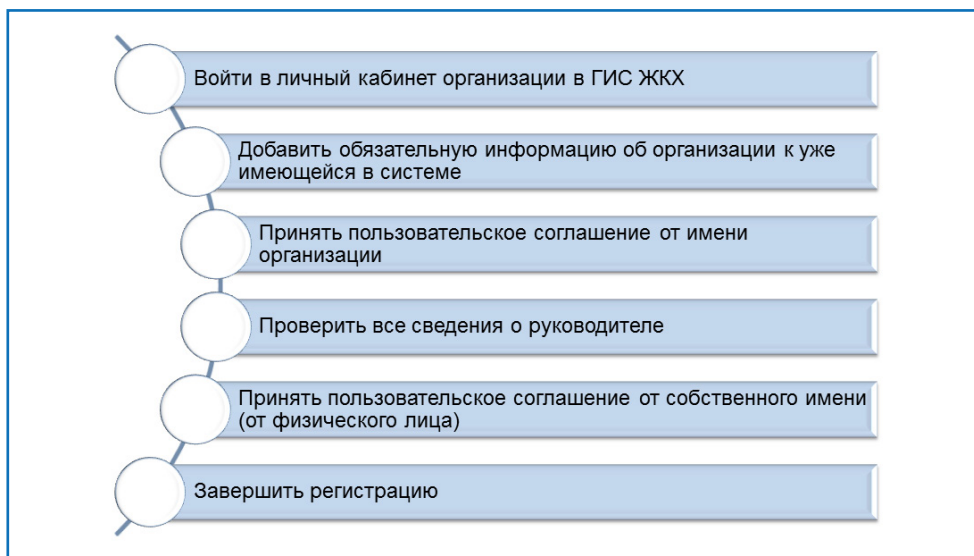 Войти в личный кабинет организации в ГИС ЖКХ
Добавить обязательную информацию об организации к уже
имеющейся в системе
Принять пользовательское соглашение от имени
организации
Проверить все сведения о руководителе
Принять пользовательское соглашение от собственного имени
(от физического лица)
Завершить регистрацию